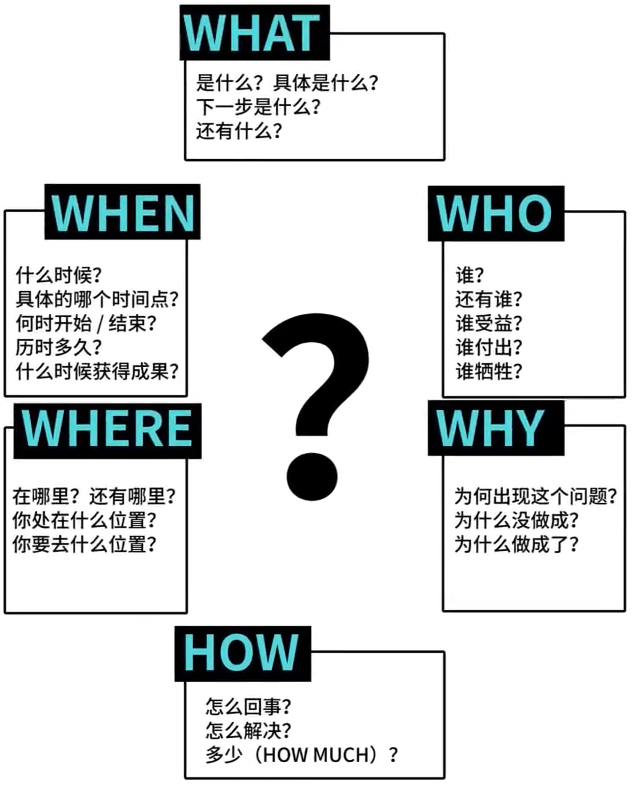 WHAT
是什么？具体是什么？
下一步是什么？
还有什么？
WHEN
什么时候？
具体的哪个时间点？
何时开始 / 结束？
历时多久？
什么时候获得成果？
WHO
谁？
还有谁？
谁受益？
谁付出？
谁牺牲？
?
WHERE
在哪里？还有哪里？
你处在什么位置？
你要去什么位置？
WHY
为何出现这个问题？
为什么没做成？
为什么做成了？
HOW
怎么回事？
怎么解决？
多少（HOW MUCH）？